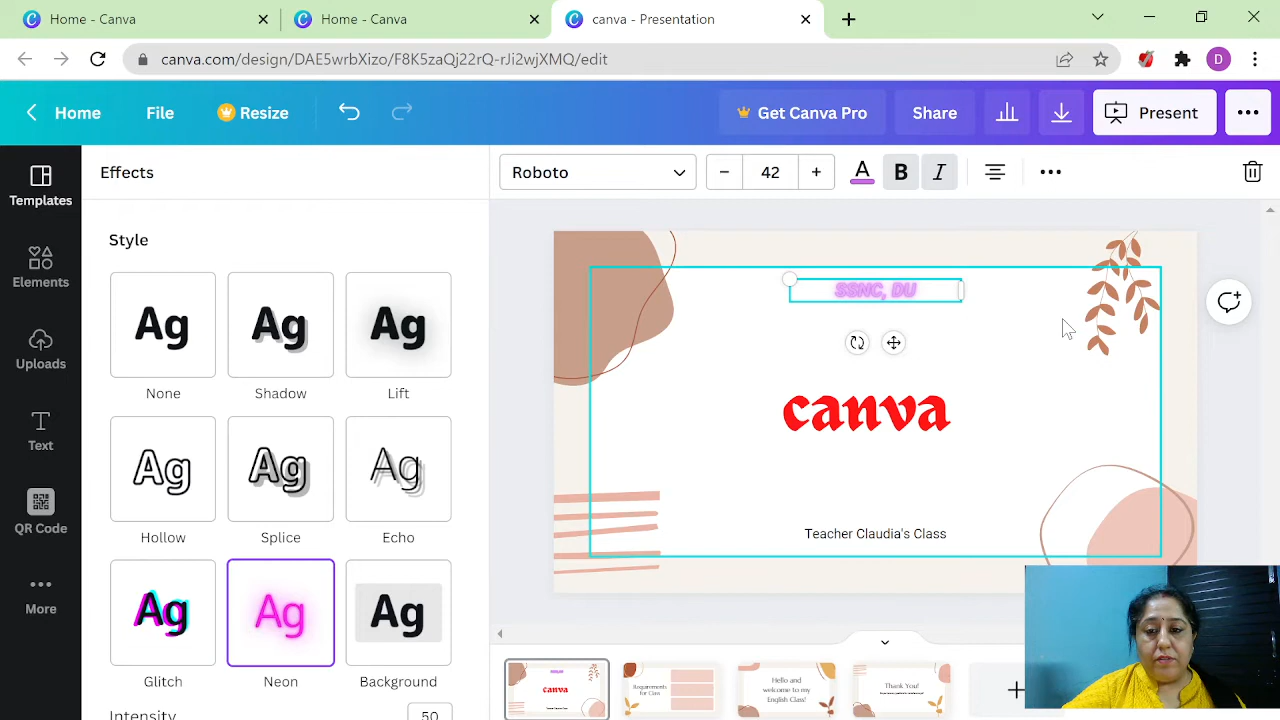 Home - Canva
Home - Canva
canva - Presentation
canva.com/design/DAE5wrbXizo/F8K5zaQj22rQ-rJi2wjXMQ/edit
D
Home
File
Resize
Get Canva Pro
Share
Present
Templates
Elements
Uploads
Text
QR Code
More
Effects
Style
Ag
None
Ag
Shadow
Ag
Lift
Ag
Hollow
Ag
Splice
Ag
Echo
Ag
Glitch
Ag
Neon
Ag
Background
Intensity
50
Roboto
42
A
B
I
SSNC, DU
canva
Teacher Claudia's Class
canva
Requirements
for Class
Hello and
welcome to my
English Class!
Thank You!